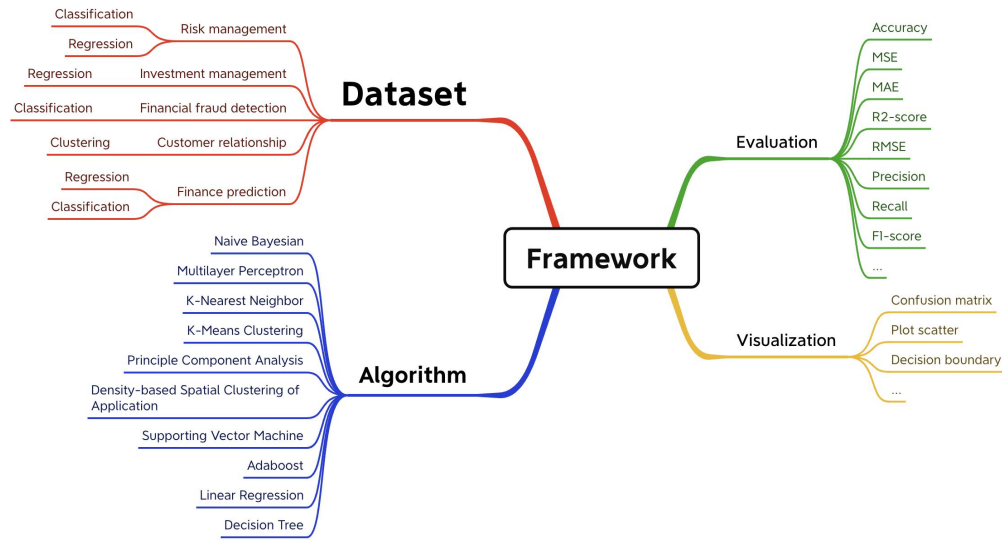 Classification
Risk management
Regression
Regression
Investment management
Classification
Financial fraud detection
Clustering
Customer relationship
Regression
Finance prediction
Classification
Dataset
Naive Bayesian
Multilayer Perceptron
K-Nearest Neighbor
K-Means Clustering
Principle Component Analysis
Density-based Spatial Clustering of
Application
Supporting Vector Machine
Adaboost
Linear Regression
Decision Tree
Algorithm
Framework
Evaluation
Accuracy
MSE
MAE
R2-score
RMSE
Precision
Recall
F1-score
...
Visualization
Confusion matrix
Plot scatter
Decision boundary
...